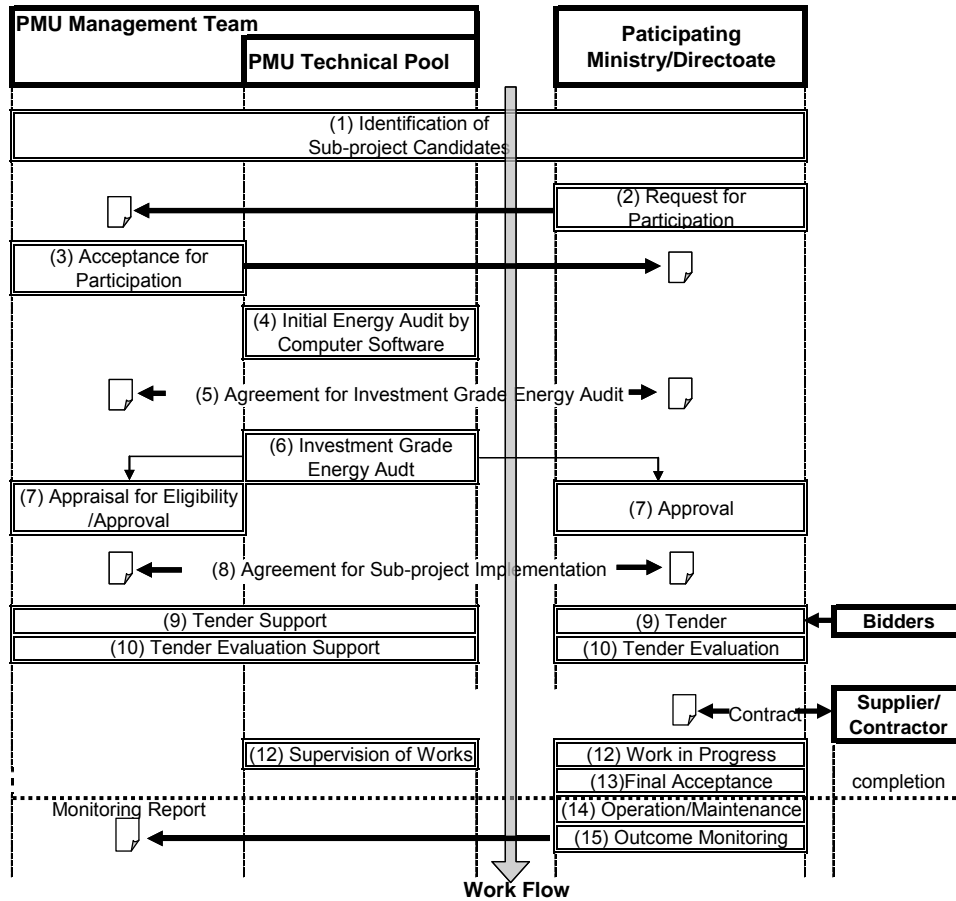 PMU Management Team
PMU Technical Pool
Paticipating
Ministry/Directoate
(1) Identification of
Sub-project Candidates
(2) Request for
Participation
(3) Acceptance for
Participation
(4) Initial Energy Audit by
Computer Software
(5) Agreement for Investment Grade Energy Audit
(6) Investment Grade
Energy Audt
(7) Appraisal for Eligibility
/Approval
(7) Approval
(8) Agreement for Sub-project Implementation
(9) Tender Support
(9) Tender
Bidders
(10) Tender Evaluation Support
(10) Tender Evaluation
Contract
Supplier/
Contractor
(12) Supervision of Works
(12) Work in Progress
(13)Final Acceptance
completion
Monitoring Report
(14) Operation/Maintenance
(15) Outcome Monitoring
Work Flow